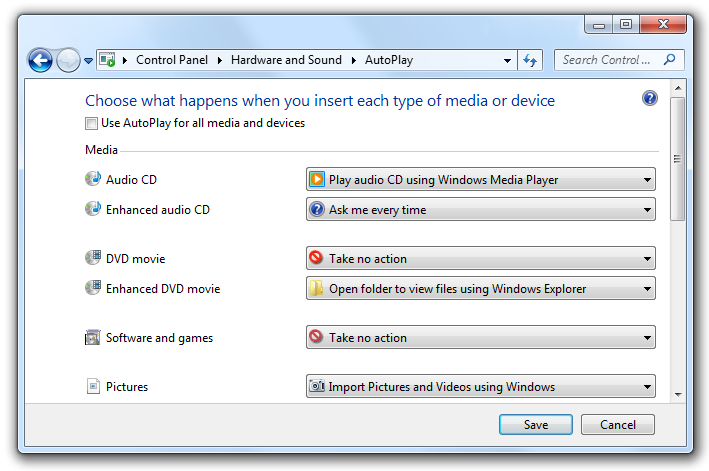 Control Panel Hardware and Sound AutoPlay Search Control ...
Choose what happens when you insert each type of media or device
Use AutoPlay for all media and devices
Media
Audio CD Play audio CD using Windows Media Player
Enhanced audio CD Ask me every time
DVD movie Take no action
Enhanced DVD movie Open folder to view files using Windows Explorer
Software and games Take no action
Pictures Import Pictures and Videos using Windows
Save Cancel